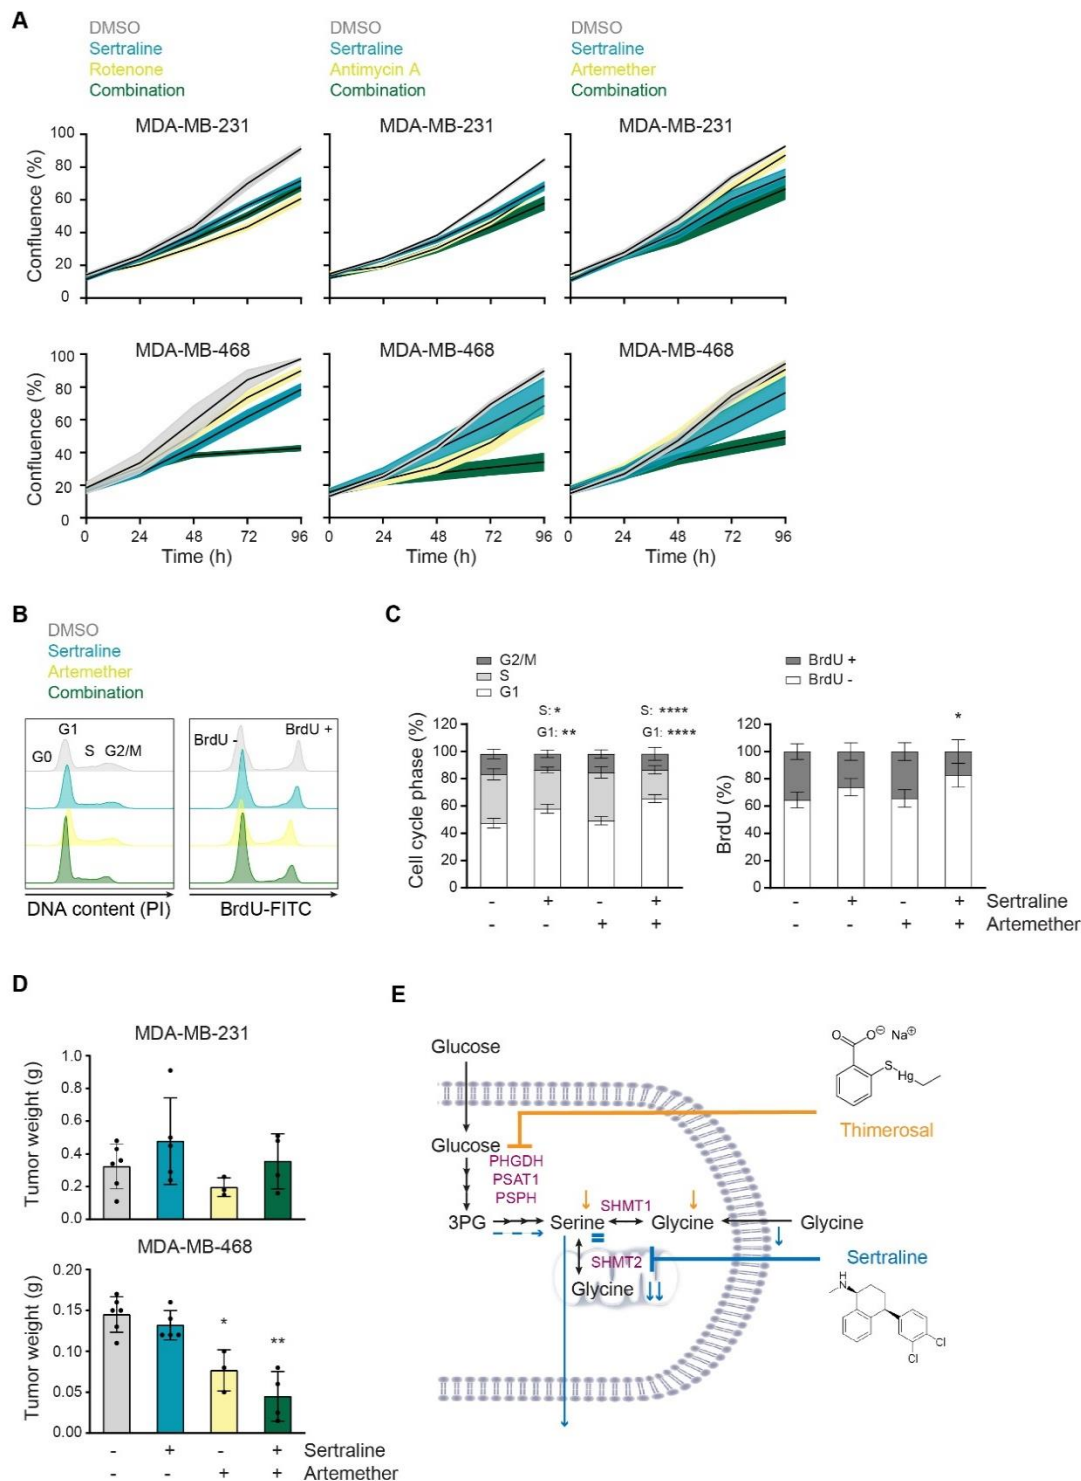 A
DMSO
Sertraline
Rotenone
Combination
DMSO
Sertraline
Antimycin A
Combination
DMSO
Sertraline
Artemether
Combination
MDA-MB-231
MDA-MB-231
MDA-MB-231
Confluence (%)
100
80
60
40
20
0
MDA-MB-468
MDA-MB-468
MDA-MB-468
Confluence (%)
100
80
60
40
20
0
0 24 48 72 96
0 24 48 72 96
0 24 48 72 96
Time (h)
Time (h)
Time (h)
B
DMSO
Sertraline
Artemether
Combination
G1
G0
S G2/M
BrdU -
BrdU +
DNA content (PI)
BrdU-FITC
C
G2/M
S
G1
S: *
G1: **
S: ****
G1: ****
Cell cycle phase (%)
120
100
80
60
40
20
0
- + - +
- - + +
BrdU +
BrdU -
*
BrdU (%)
120
100
80
60
40
20
0
- + - + Sertraline
- - + + Artemether
D
MDA-MB-231
Tumor weight (g)
1.0
0.8
0.6
0.4
0.2
0.0
MDA-MB-468
Tumor weight (g)
0.20
0.15
0.10
0.05
0.00
*
**
- + - + Sertraline
- - + + Artemether
E
Glucose
Glucose
PHGDH
PSAT1
PSPH
3PG
Serine
SHMT1
Glycine
Glycine
=
SHMT2
Glycine
O
O⊖ Na⊕
S
Hg
Thimerosal
Sertraline
H
N
Cl
Cl